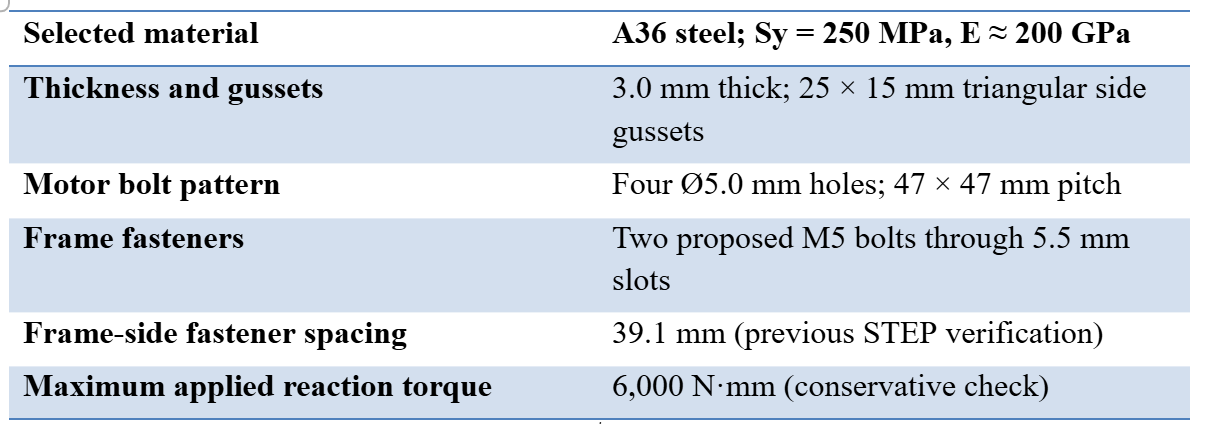 Selected material
A36 steel; Sy = 250 MPa, E ≈ 200 GPa
Thickness and gussets
3.0 mm thick; 25 × 15 mm triangular side
gussets
Motor bolt pattern
Four Ø5.0 mm holes; 47 × 47 mm pitch
Frame fasteners
Two proposed M5 bolts through 5.5 mm
slots
Frame-side fastener spacing
39.1 mm (previous STEP verification)
Maximum applied reaction torque
6,000 N·mm (conservative check)